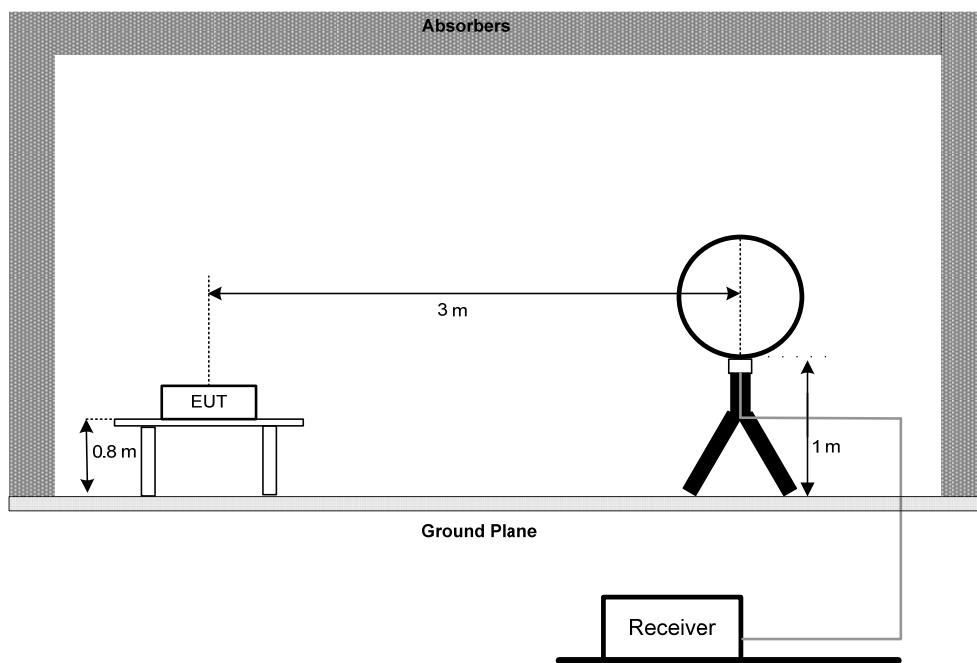 Absorbers
3 m
EUT
0.8 m
1 m
Ground Plane
Receiver